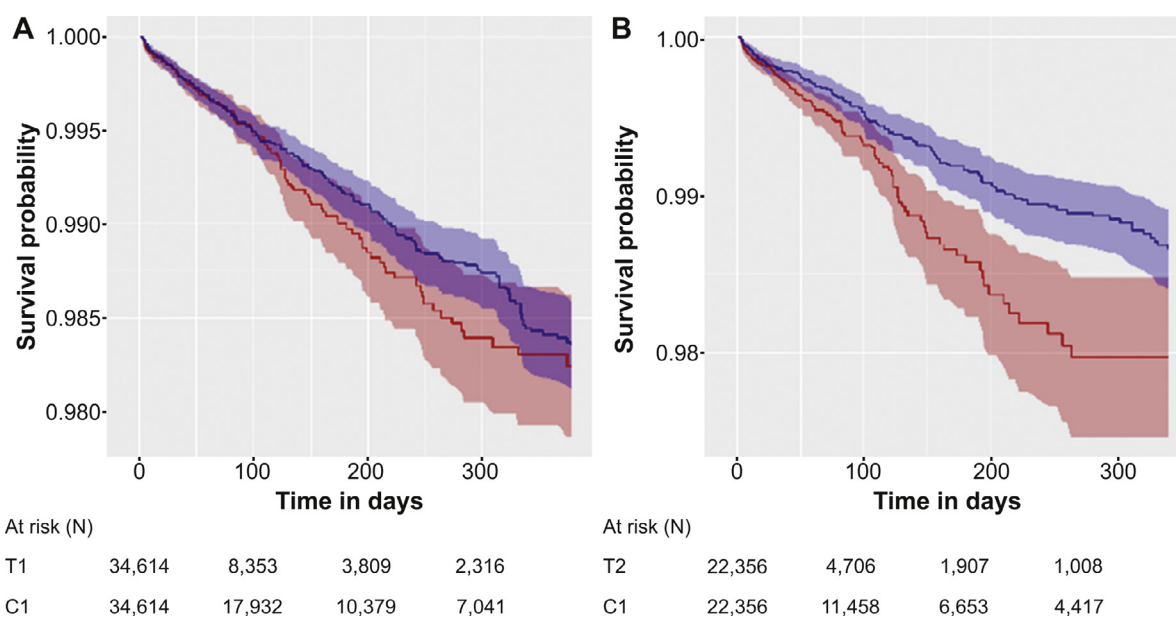 A
B
1.000
0.995
0.990
0.985
0.980
Survival probability
0
100
200
300
Time in days
1.00
0.99
0.98
Survival probability
0
100
200
300
Time in days
At risk (N)
T1 34,614 8,353 3,809 2,316
C1 34,614 17,932 10,379 7,041
At risk (N)
T2 22,356 4,706 1,907 1,008
C1 22,356 11,458 6,653 4,417